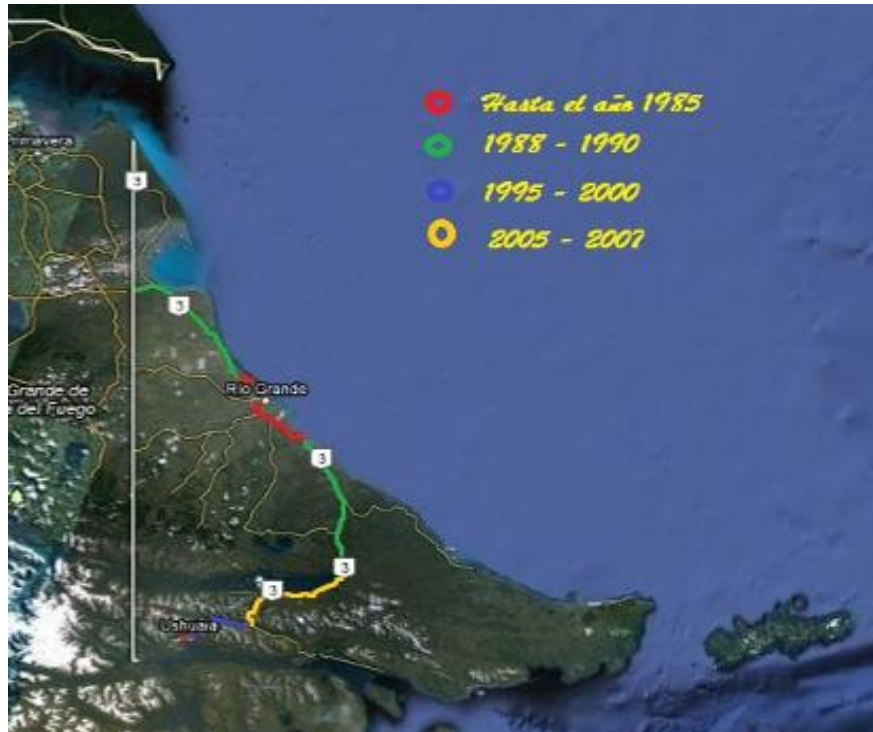 Hasta el año 1985
1988 - 1990
1995 - 2000
2005 - 2007
3
3
Río Grande
Grande de
del Fuego
3
3
3
Ushuaia